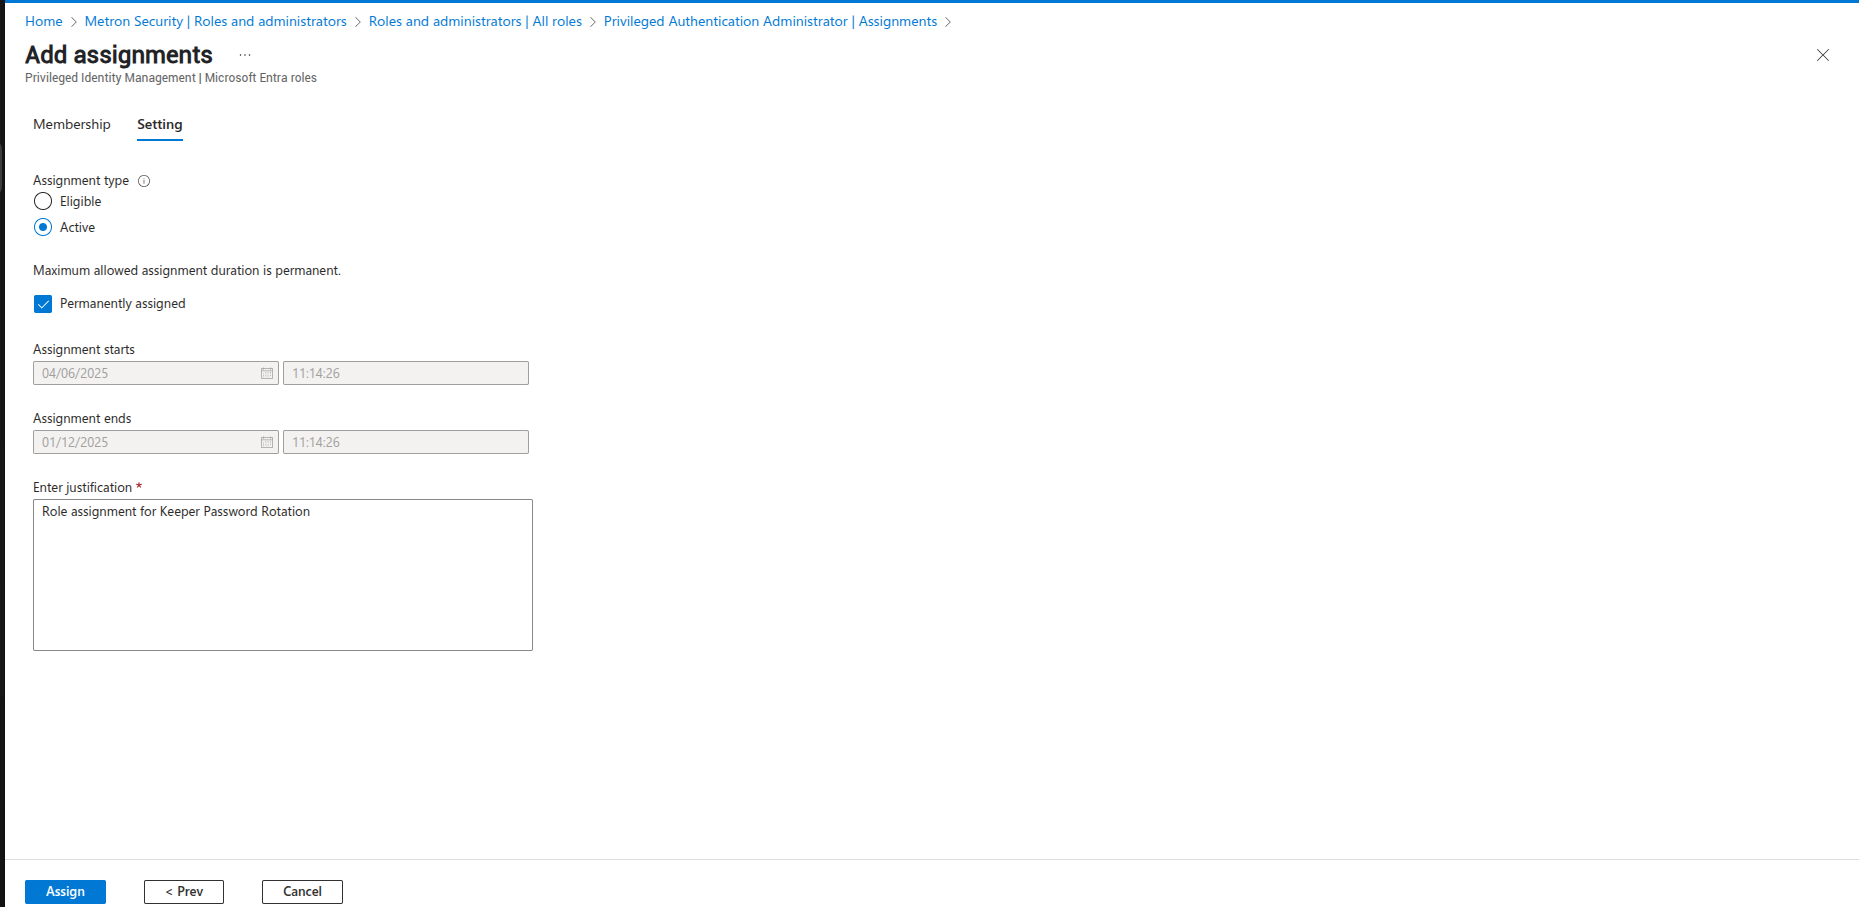 Home > Metron Security | Roles and administrators > Roles and administrators | All roles > Privileged Authentication Administrator | Assignments >
Add assignments ...
Privileged Identity Management | Microsoft Entra roles
Membership Setting
Assignment type
Eligible
Active
Maximum allowed assignment duration is permanent.
Permanently assigned
Assignment starts
04/06/2025 11:14:26
Assignment ends
01/12/2025 11:14:26
Enter justification *
Role assignment for Keeper Password Rotation
Assign < Prev Cancel